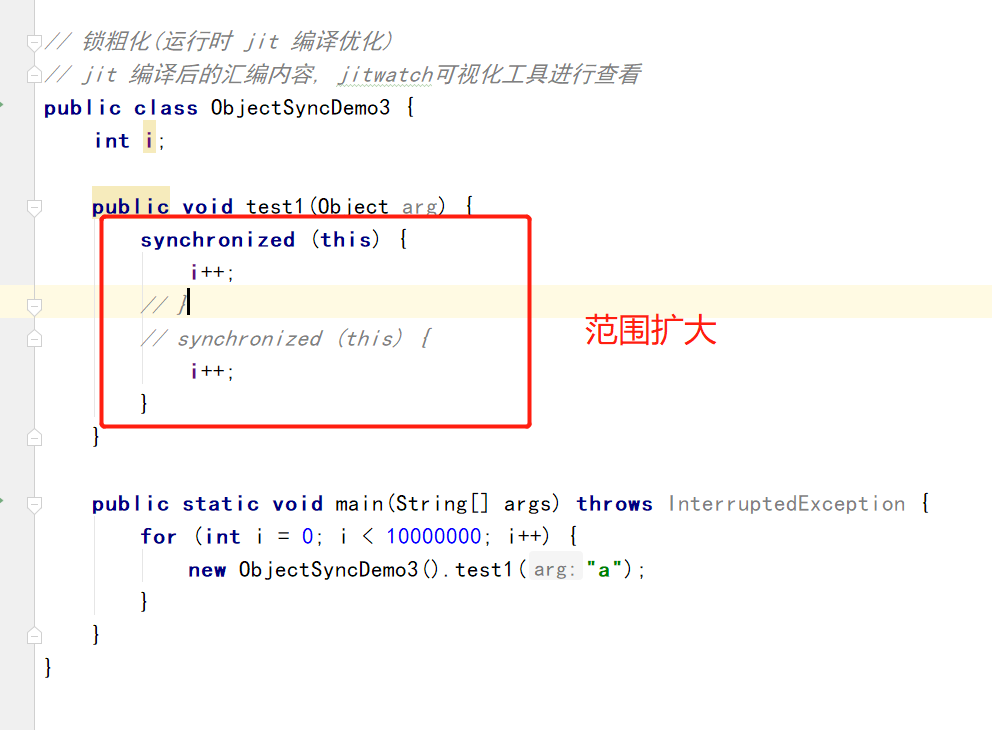 // 锁粗化(运行时 jit 编译优化)
// jit 编译后的汇编内容, jitwatch可视化工具进行查看
public class ObjectSyncDemo3 {
    int i;
    public void test1(Object arg) {
        synchronized (this) {
            i++;
        // }
        // synchronized (this) {
范围扩大
            i++;
        }
    }
    public static void main(String[] args) throws InterruptedException {
        for (int i = 0; i < 10000000; i++) {
            new ObjectSyncDemo3().test1( arg: "a");
        }
    }
}